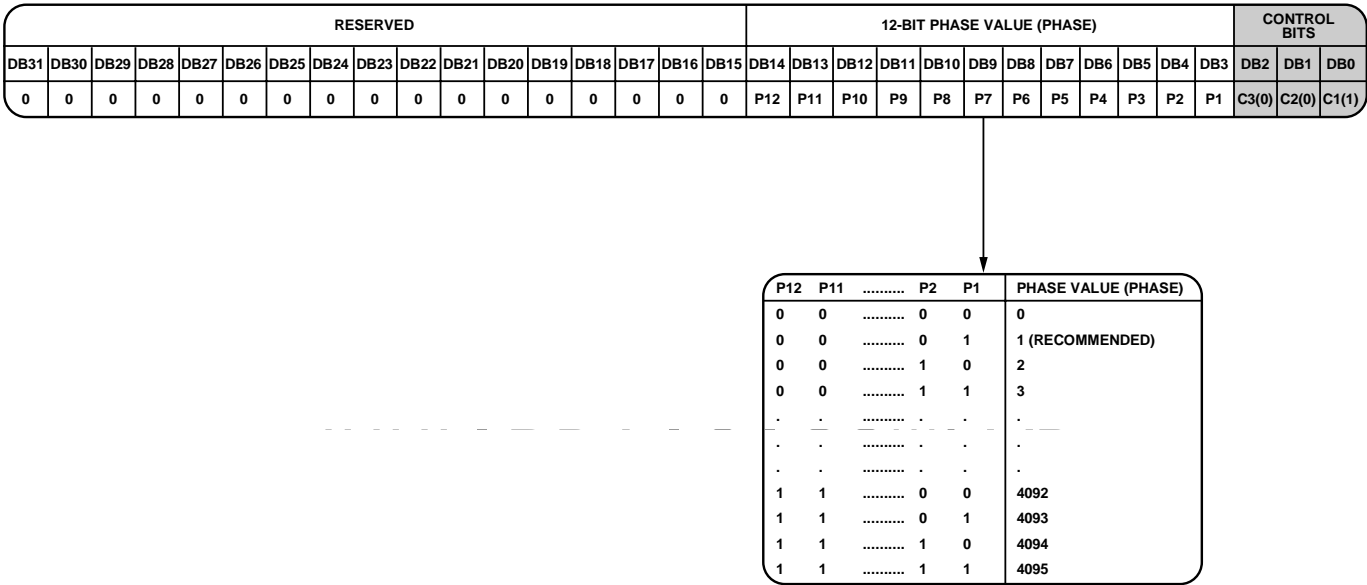 RESERVED 12-BIT PHASE VALUE (PHASE) CONTROL BITS
DB31 DB30 DB29 DB28 DB27 DB26 DB25 DB24 DB23 DB22 DB21 DB20 DB19 DB18 DB17 DB16 DB15 DB14 DB13 DB12 DB11 DB10 DB9 DB8 DB7 DB6 DB5 DB4 DB3 DB2 DB1 DB0
0 0 0 0 0 0 0 0 0 0 0 0 0 0 0 0 0 P12 P11 P10 P9 P8 P7 P6 P5 P4 P3 P2 P1 C3(0) C2(0) C1(1)
P12 P11 .......... P2 P1 PHASE VALUE (PHASE)
0 0 .......... 0 0 0
0 0 .......... 0 1 1 (RECOMMENDED)
0 0 .......... 1 0 2
0 0 .......... 1 1 3
. . .......... . . .
. . .......... . . .
. . .......... . . .
1 1 .......... 0 0 4092
1 1 .......... 0 1 4093
1 1 .......... 1 0 4094
1 1 .......... 1 1 4095